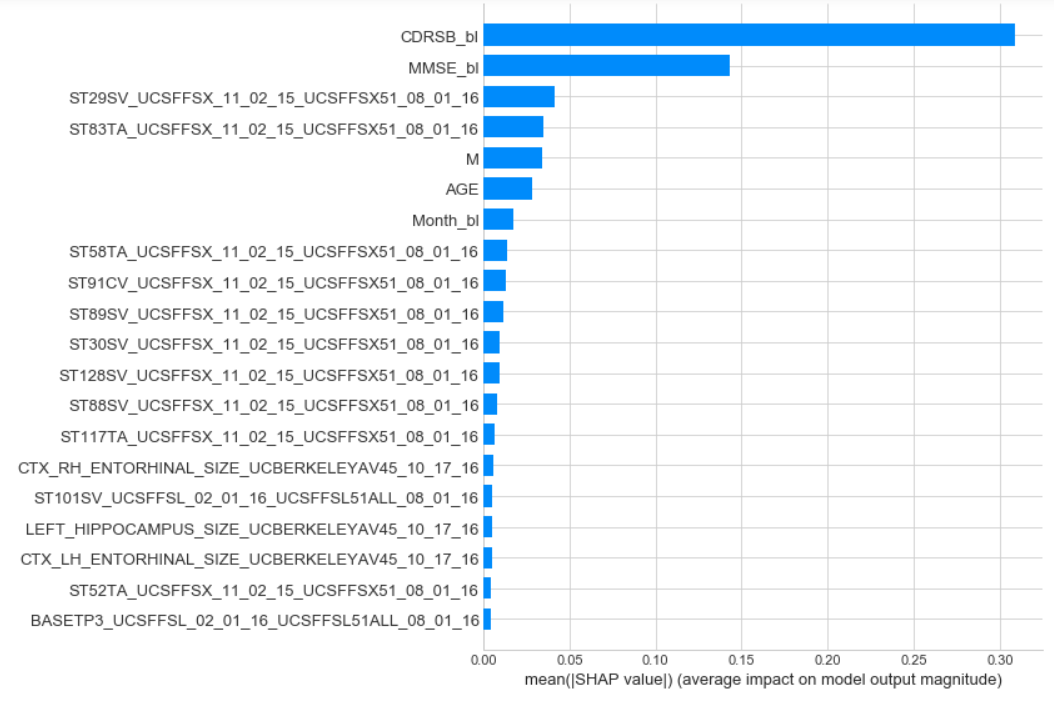 CDRSB_bl
MMSE_bl
ST29SV_UCSFFSX_11_02_15_UCSFFSX51_08_01_16
ST83TA_UCSFFSX_11_02_15_UCSFFSX51_08_01_16
M
AGE
Month_bl
ST58TA_UCSFFSX_11_02_15_UCSFFSX51_08_01_16
ST91CV_UCSFFSX_11_02_15_UCSFFSX51_08_01_16
ST89SV_UCSFFSX_11_02_15_UCSFFSX51_08_01_16
ST30SV_UCSFFSX_11_02_15_UCSFFSX51_08_01_16
ST128SV_UCSFFSX_11_02_15_UCSFFSX51_08_01_16
ST88SV_UCSFFSX_11_02_15_UCSFFSX51_08_01_16
ST117TA_UCSFFSX_11_02_15_UCSFFSX51_08_01_16
CTX_RH_ENTORHINAL_SIZE_UCBERKELEYAV45_10_17_16
ST101SV_UCSFFSL_02_01_16_UCSFFSL51ALL_08_01_16
LEFT_HIPPOCAMPUS_SIZE_UCBERKELEYAV45_10_17_16
CTX_LH_ENTORHINAL_SIZE_UCBERKELEYAV45_10_17_16
ST52TA_UCSFFSX_11_02_15_UCSFFSX51_08_01_16
BASETP3_UCSFFSL_02_01_16_UCSFFSL51ALL_08_01_16
0.00 0.05 0.10 0.15 0.20 0.25 0.30
mean(|SHAP value|) (average impact on model output magnitude)